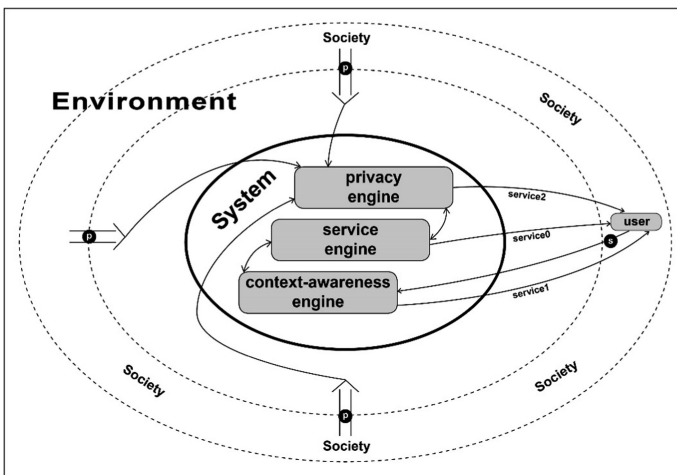 Society
p
Environment
Society
System
privacy
engine
service2
user
p
service
engine
service0
s
context-awareness
engine
service1
Society
Society
p
Society